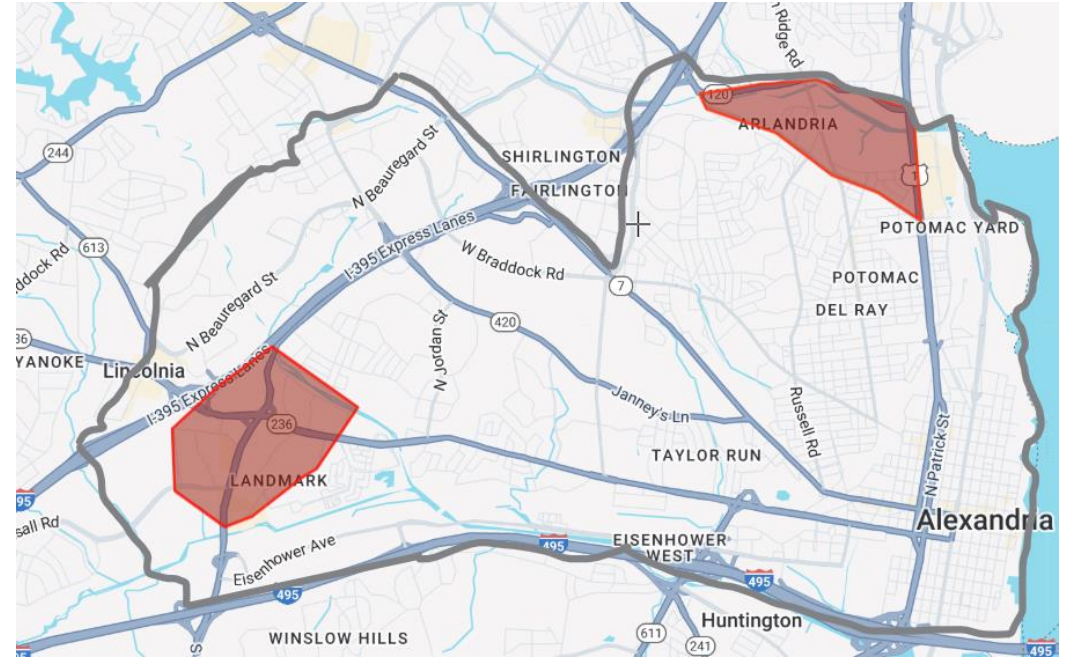 n Ridge Rd
120
ARLANDRIA
244
N Beauregard St
SHIRLINGTON
FAIRLINGTON
1
613
ddock Rd
I-395 Express Lanes
W Braddock Rd
POTOMAC YARD
7
POTOMAC
DEL RAY
N Beauregard St
420
36
YANOKE
Lincolnia
N Jordan St
I-395 Express Lanes
Janney's Ln
Russell Rd
236
N Patrick St
TAYLOR RUN
LANDMARK
95
sall Rd
Alexandria
Eisenhower Ave
EISENHOWER
WEST
495
495
495
Huntington
611
241
WINSLOW HILLS
S
495